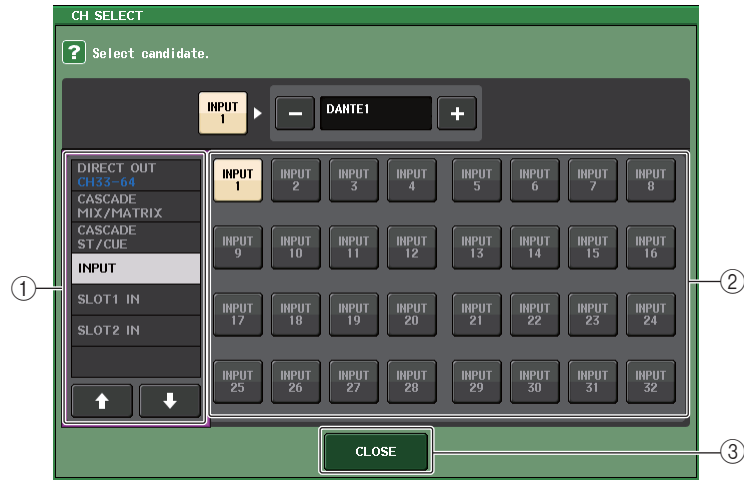 CH SELECT
? Select candidate.
INPUT
1
−
DANTE1
+
DIRECT OUT
CH33-64
CASCADE
MIX/MATRIX
CASCADE
ST/CUE
INPUT
SLOT1 IN
SLOT2 IN
INPUT 1 INPUT 2 INPUT 3 INPUT 4 INPUT 5 INPUT 6 INPUT 7 INPUT 8
INPUT 9 INPUT 10 INPUT 11 INPUT 12 INPUT 13 INPUT 14 INPUT 15 INPUT 16
INPUT 17 INPUT 18 INPUT 19 INPUT 20 INPUT 21 INPUT 22 INPUT 23 INPUT 24
INPUT 25 INPUT 26 INPUT 27 INPUT 28 INPUT 29 INPUT 30 INPUT 31 INPUT 32
CLOSE
1
2
3